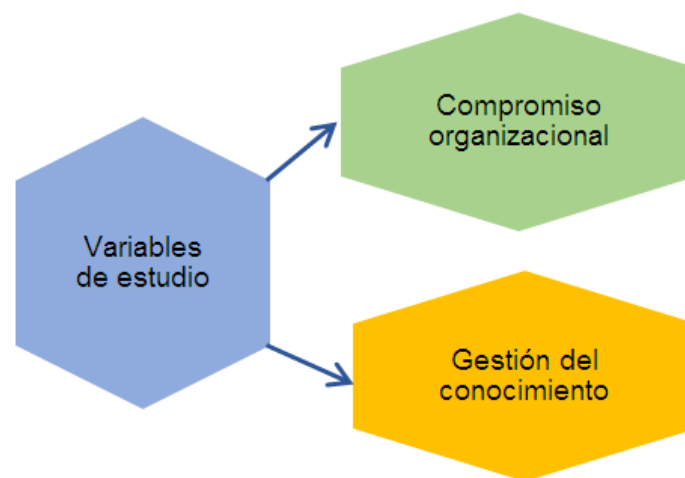 Variables
de estudio
Compromiso
organizacional
Gestión del
conocimiento